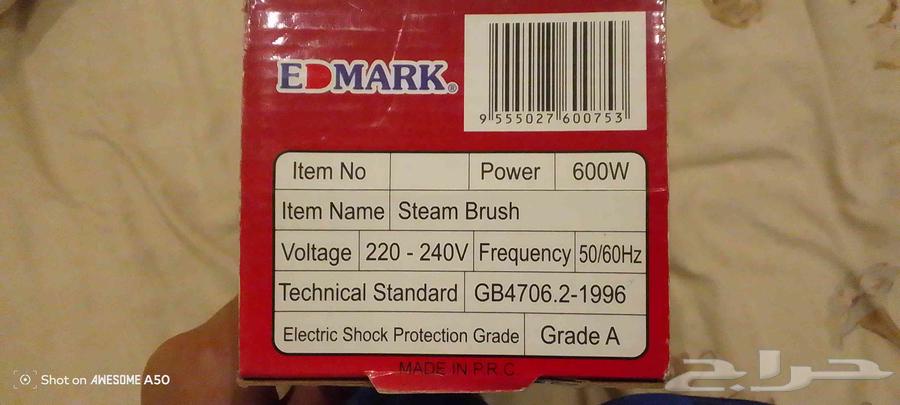 EDMARK®
9 555027 600753
Item No Power 600W
Item Name Steam Brush
Voltage 220 - 240V Frequency 50/60Hz
Technical Standard GB4706.2-1996
Electric Shock Protection Grade Grade A
MADE IN P.R.C.
Shot on AWESOME A50
حراج